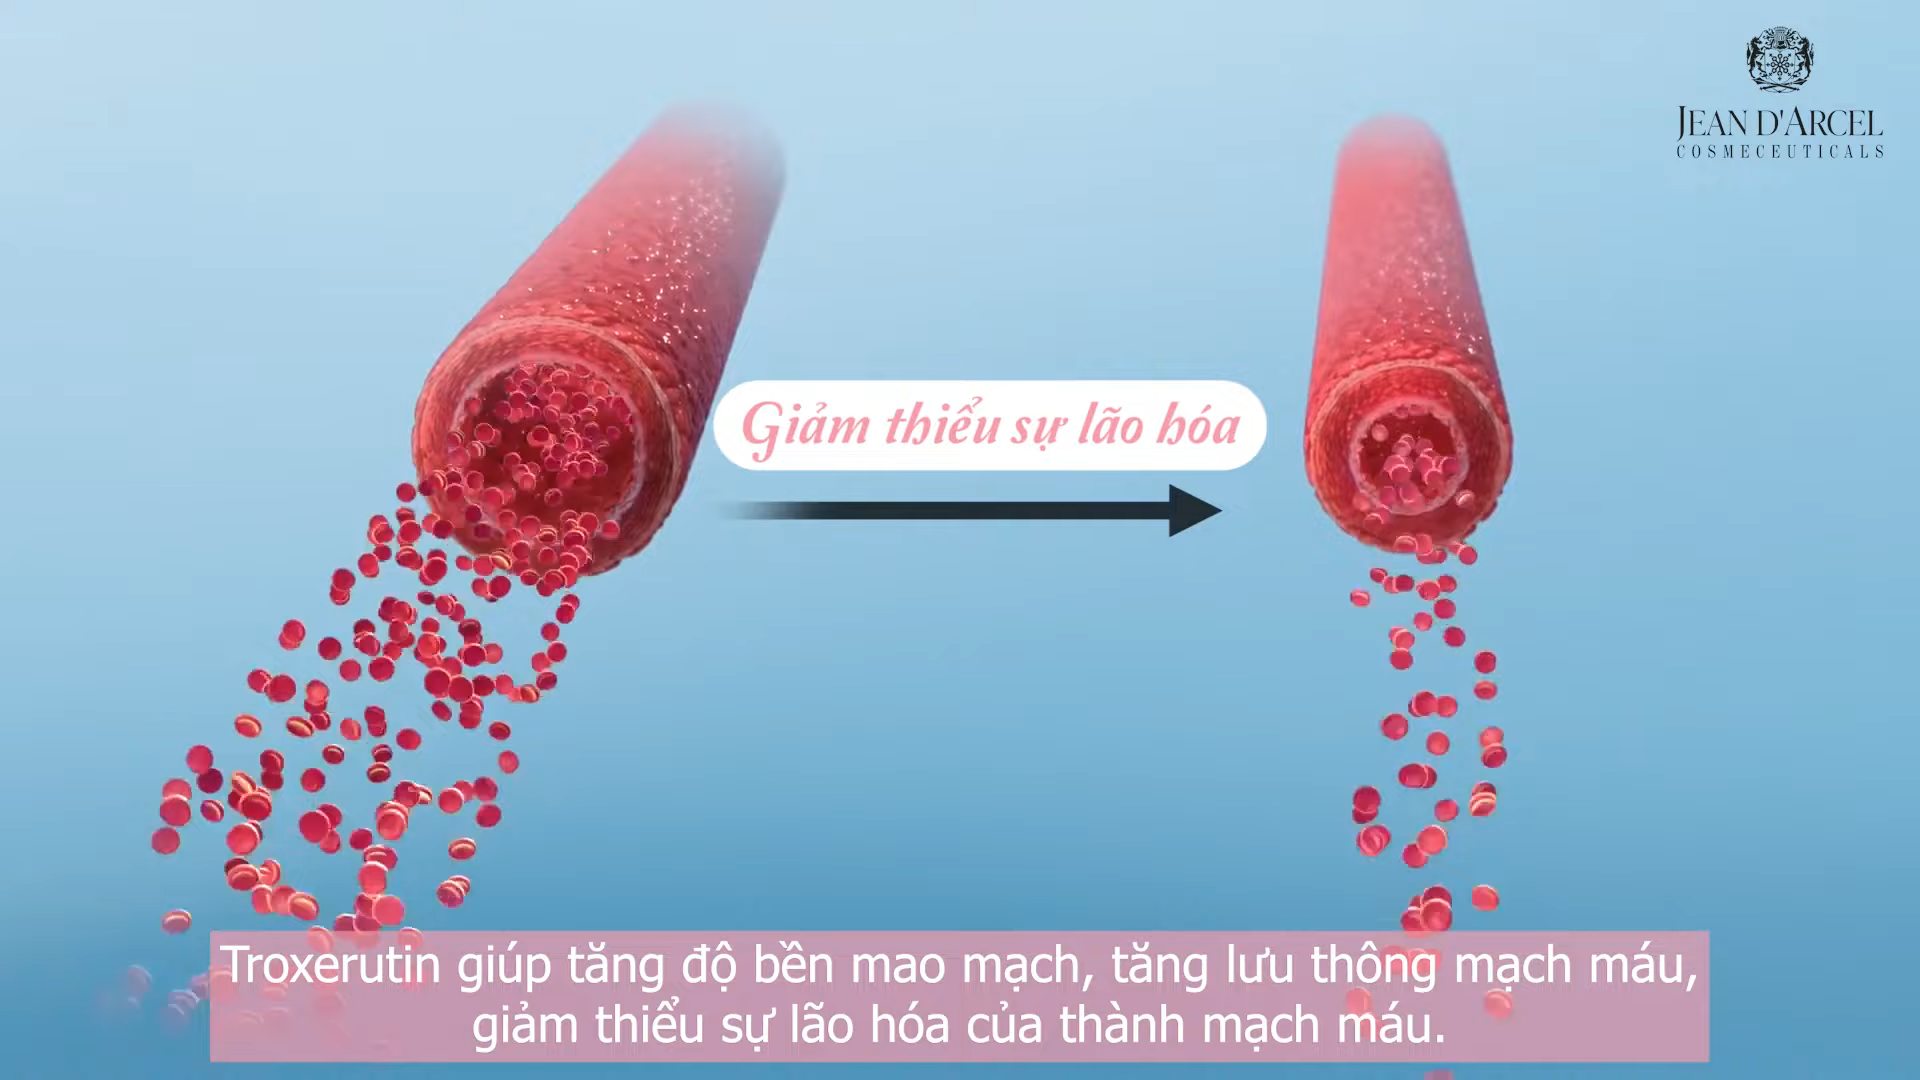 JEAN D'ARCEL
COSMECEUTICALS
Giảm thiểu sự lão hóa
Troxerutin giúp tăng độ bền mao mạch, tăng lưu thông mạch máu,
giảm thiểu sự lão hóa của thành mạch máu.